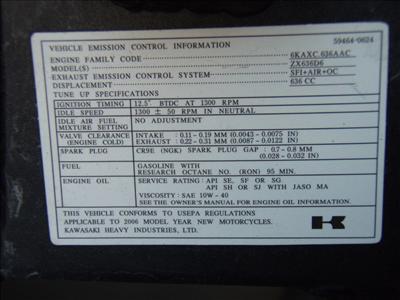 59464-0624
VEHICLE EMISSION CONTROL INFORMATION
ENGINE FAMILY CODE 6KAXC.636AAC
MODEL(S) ZX636D6
EXHAUST EMISSION CONTROL SYSTEM SFI+AIR+OC
DISPLACEMENT 636 CC
TUNE UP SPECIFICATIONS
IGNITION TIMING 12.5° BTDC AT 1300 RPM
IDLE SPEED 1300 ± 50 RPM IN NEUTRAL
IDLE AIR FUEL MIXTURE SETTING NO ADJUSTMENT
VALVE CLEARANCE (ENGINE COLD) INTAKE : 0.11-0.19 MM (0.0043-0.0075 IN)
EXHAUST : 0.22-0.31 MM (0.0087-0.0122 IN)
SPARK PLUG CR9E (NGK) SPARK PLUG GAP : 0.7-0.8 MM
(0.028-0.032 IN)
FUEL GASOLINE WITH
RESEARCH OCTANE NO. (RON) 95 MIN.
ENGINE OIL SERVICE RATING: API SE, SF OR SG
API SH OR SJ WITH JASO MA
VISCOSITY: SAE 10W-40
SEE THE OWNER'S MANUAL FOR ENGINE OIL INFORMATION.
THIS VEHICLE CONFORMS TO USEPA REGULATIONS
APPLICABLE TO 2006 MODEL YEAR NEW MOTORCYCLES.
KAWASAKI HEAVY INDUSTRIES, LTD.
K